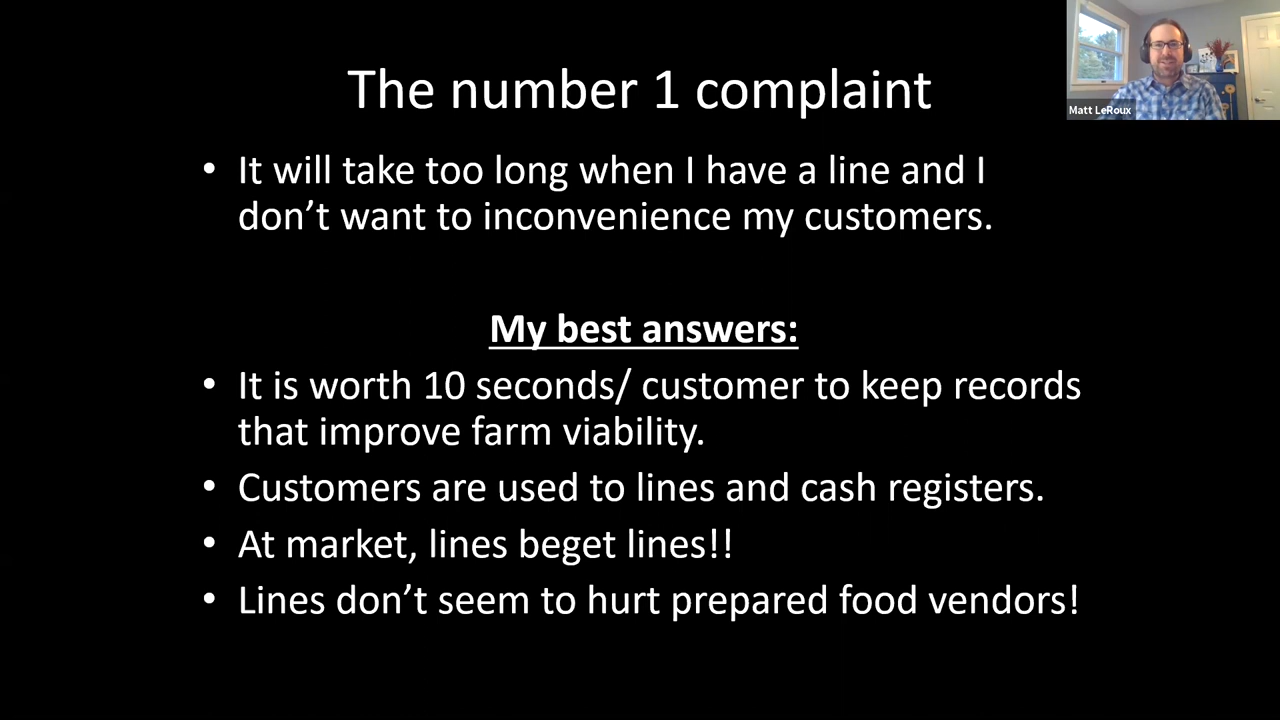 The number 1 complaint
Matt LeRoux
• It will take too long when I have a line and I
don’t want to inconvenience my customers.
My best answers:
• It is worth 10 seconds/ customer to keep records
that improve farm viability.
• Customers are used to lines and cash registers.
• At market, lines beget lines!!
• Lines don’t seem to hurt prepared food vendors!